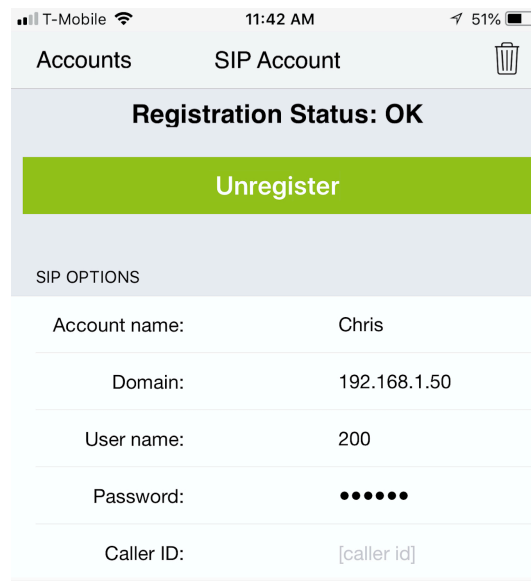 T-Mobile 11:42 AM 51%
Accounts SIP Account
Registration Status: OK
Unregister
SIP OPTIONS
Account name: Chris
Domain: 192.168.1.50
User name: 200
Password: ●●●●●●
Caller ID: [caller id]